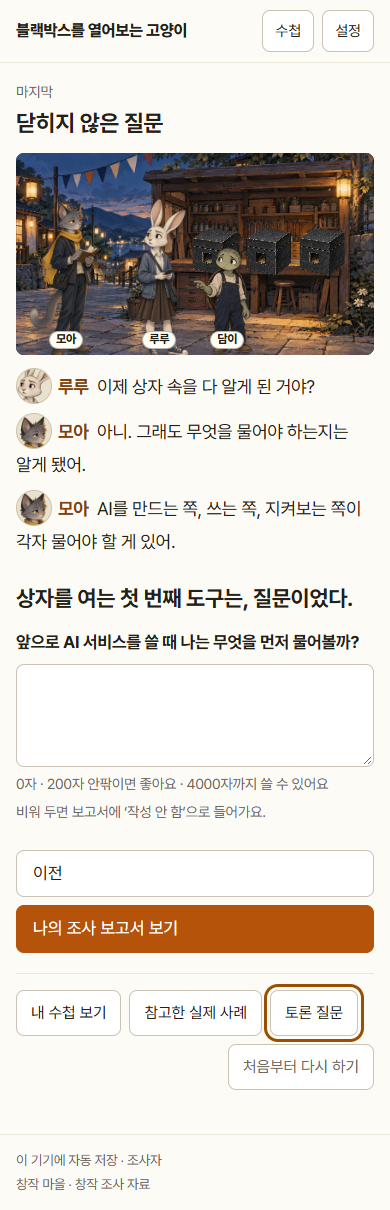 블랙박스를 열어보는 고양이
수첩
설정
마지막
닫히지 않은 질문
모아
루루
담이
루루 이제 상자 속을 다 알게 된 거야?
모아 아니. 그래도 무엇을 물어야 하는지는
알게 됐어.
모아 AI를 만드는 쪽, 쓰는 쪽, 지켜보는 쪽이
각자 물어야 할 게 있어.
상자를 여는 첫 번째 도구는, 질문이었다.
앞으로 AI 서비스를 쓸 때 나는 무엇을 먼저 물어볼까?
0자 · 200자 안팎이면 좋아요 · 4000자까지 쓸 수 있어요
비워 두면 보고서에 ‘작성 안 함’으로 들어가요.
이전
나의 조사 보고서 보기
내 수첩 보기
참고한 실제 사례
토론 질문
처음부터 다시 하기
이 기기에 자동 저장 · 조사자
창작 마을 · 창작 조사 자료